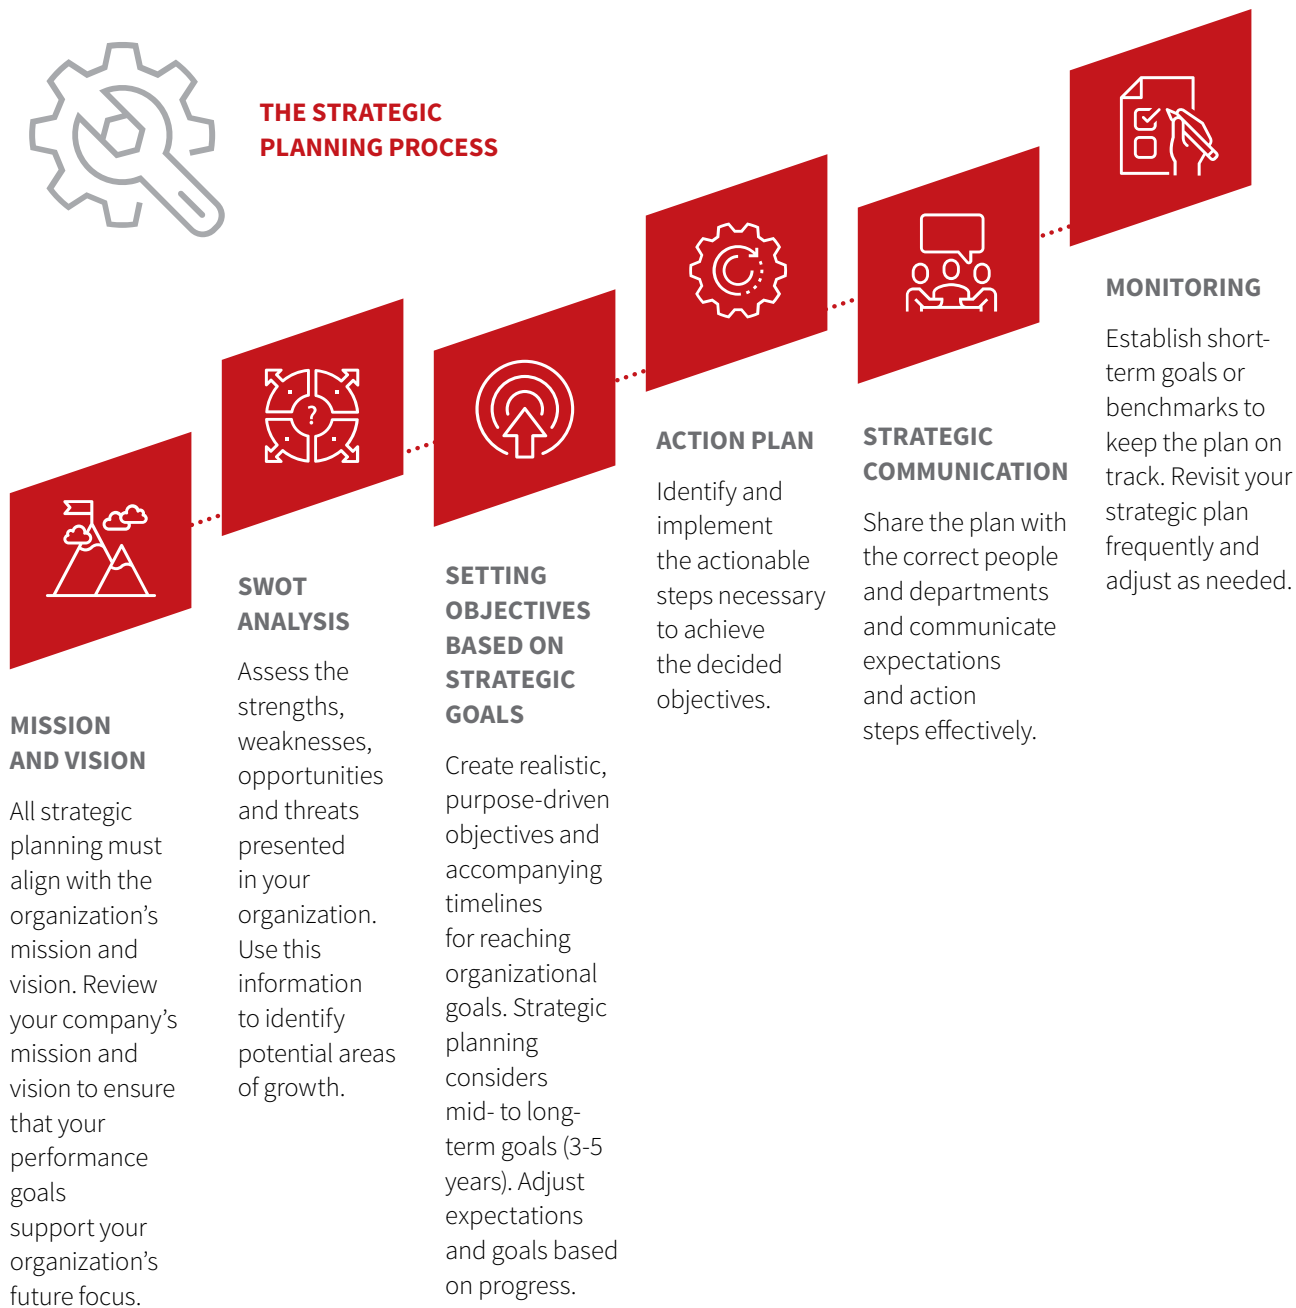 THE STRATEGIC
PLANNING PROCESS
?
MISSION
AND VISION
All strategic
planning must
align with the
organization’s
mission and
vision. Review
your company’s
mission and
vision to ensure
that your
performance
goals
support your
organization’s
future focus.
SWOT
ANALYSIS
Assess the
strengths,
weaknesses,
opportunities
and threats
presented
in your
organization.
Use this
information
to identify
potential areas
of growth.
SETTING
OBJECTIVES
BASED ON
STRATEGIC
GOALS
Create realistic,
purpose-driven
objectives and
accompanying
timelines
for reaching
organizational
goals. Strategic
planning
considers
mid- to long-
term goals (3-5
years). Adjust
expectations
and goals based
on progress.
ACTION PLAN
Identify and
implement
the actionable
steps necessary
to achieve
the decided
objectives.
STRATEGIC
COMMUNICATION
Share the plan with
the correct people
and departments
and communicate
expectations
and action
steps effectively.
MONITORING
Establish short-
term goals or
benchmarks to
keep the plan on
track. Revisit your
strategic plan
frequently and
adjust as needed.